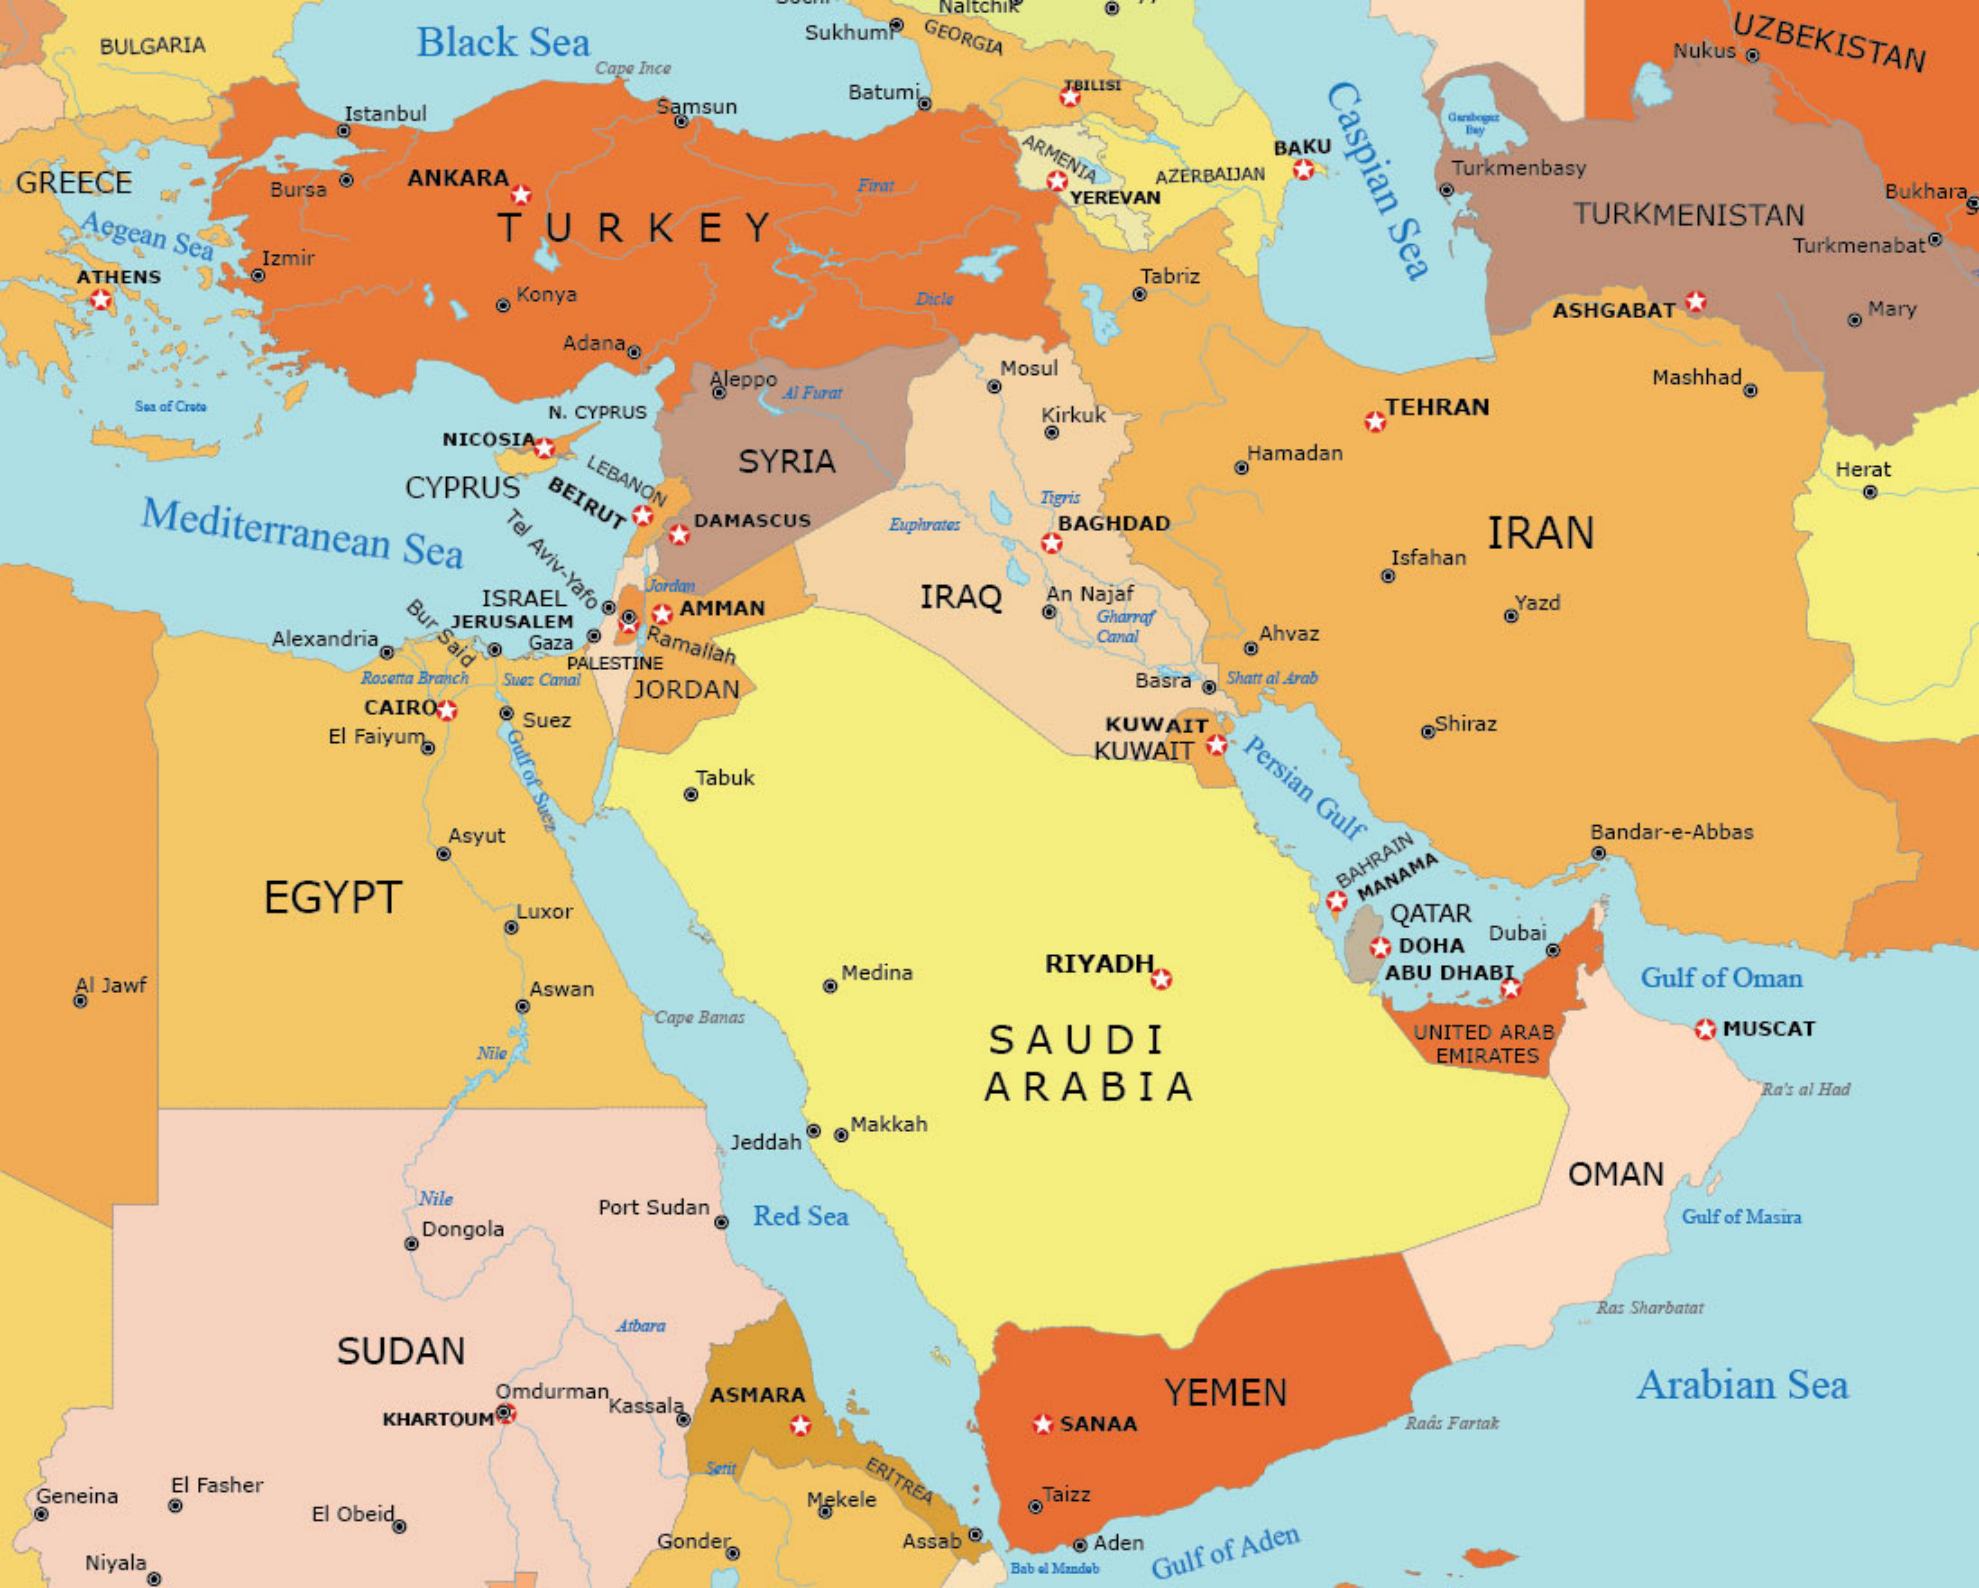 Naltchik
BULGARIA
Black Sea
Sukhumi
GEORGIA
UZBEKISTAN
Nukus
Cape Ince
TBILISI
Batumi
Istanbul
Samsun
Caspian Sea
Garabogaz
Bay
GREECE
Bursa
ANKARA
Firat
ARMENIA
YEREVAN
AZERBAIJAN
BAKU
Turkmenbasy
Bukhara
TURKMENISTAN
Turkmenabat
Aegean Sea
TURKEY
ATHENS
Izmir
Konya
Dicle
Tabriz
ASHGABAT
Mary
Adana
Sea of Crete
Aleppo
Al Furat
Mosul
Kirkuk
TEHRAN
Mashhad
N. CYPRUS
NICOSIA
CYPRUS
LEBANON
BEIRUT
SYRIA
Hamadan
Herat
Mediterranean Sea
DAMASCUS
Euphrates
Tigris
BAGHDAD
IRAN
Isfahan
Tel Aviv-Yafo
Jordan
ISRAEL
JERUSALEM
AMMAN
IRAQ
An Najaf
Gharraf
Canal
Yazd
Alexandria
Bur Said
Gaza
Ramallah
PALESTINE
JORDAN
Ahvaz
Rosetta Branch
Suez Canal
Basra
Shatt al Arab
CAIRO
Suez
El Faiyum
Gulf of Suez
KUWAIT
KUWAIT
Shiraz
Persian Gulf
Tabuk
Asyut
Bandar-e-Abbas
EGYPT
Luxor
BAHRAIN
MANAMA
QATAR
DOHA
Dubai
ABU DHABI
Al Jawf
Aswan
Medina
RIYADH
Gulf of Oman
Cape Banas
UNITED ARAB
EMIRATES
MUSCAT
Nile
SAUDI
ARABIA
Ra's al Had
Jeddah
Makkah
OMAN
Nile
Port Sudan
Red Sea
Gulf of Masira
Dongola
Ras Sharbatat
Atbara
SUDAN
Omdurman
KHARTOUM
Kassala
ASMARA
YEMEN
SANAA
Arabian Sea
Raâs Fartak
Setit
ERITREA
Geneina
El Fasher
El Obeid
Mekele
Taizz
Gonder
Assab
Aden
Gulf of Aden
Niyala
Bab el Mandeb